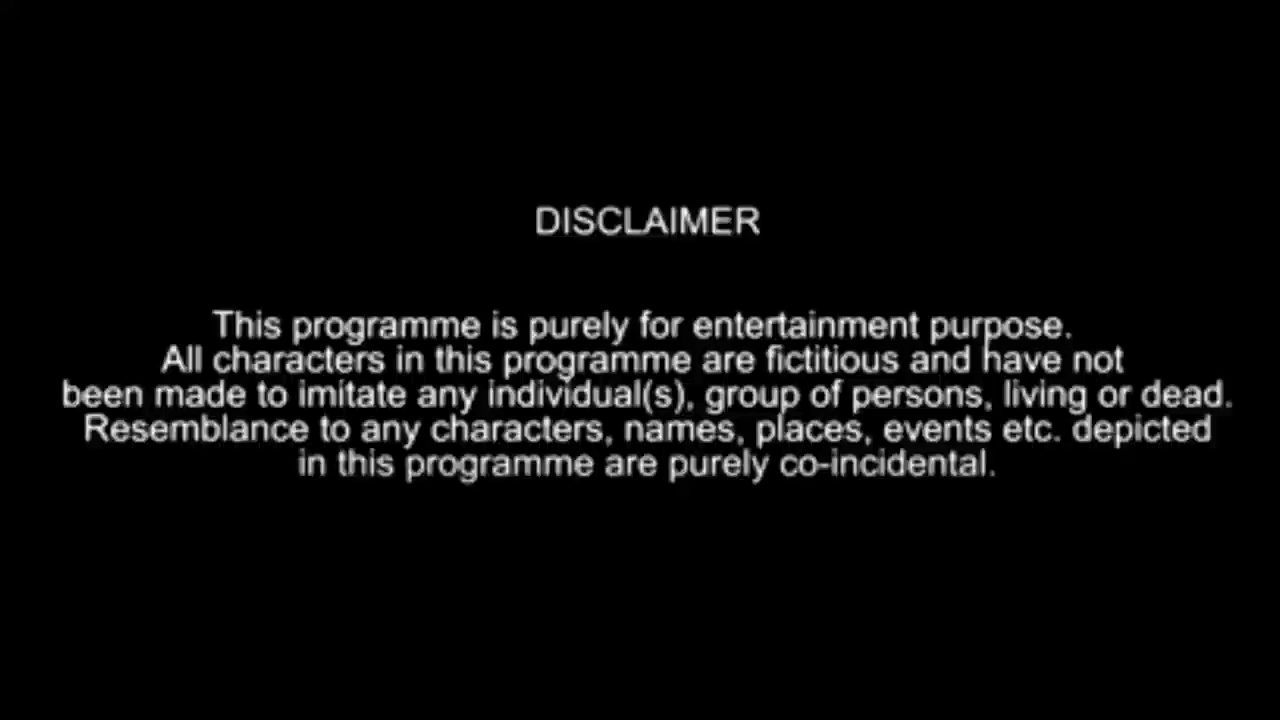 DISCLAIMER
This programme is purely for entertainment purpose.
All characters in this programme are fictitious and have not
been made to imitate any individual(s), group of persons, living or dead.
Resemblance to any characters, names, places, events etc. depicted
in this programme are purely co-incidental.